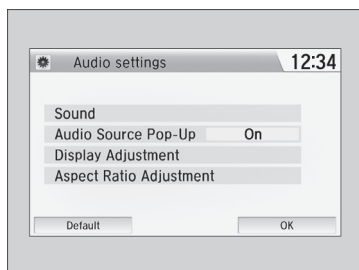 Audio settings 12:34
Sound
Audio Source Pop-Up On
Display Adjustment
Aspect Ratio Adjustment
Default OK